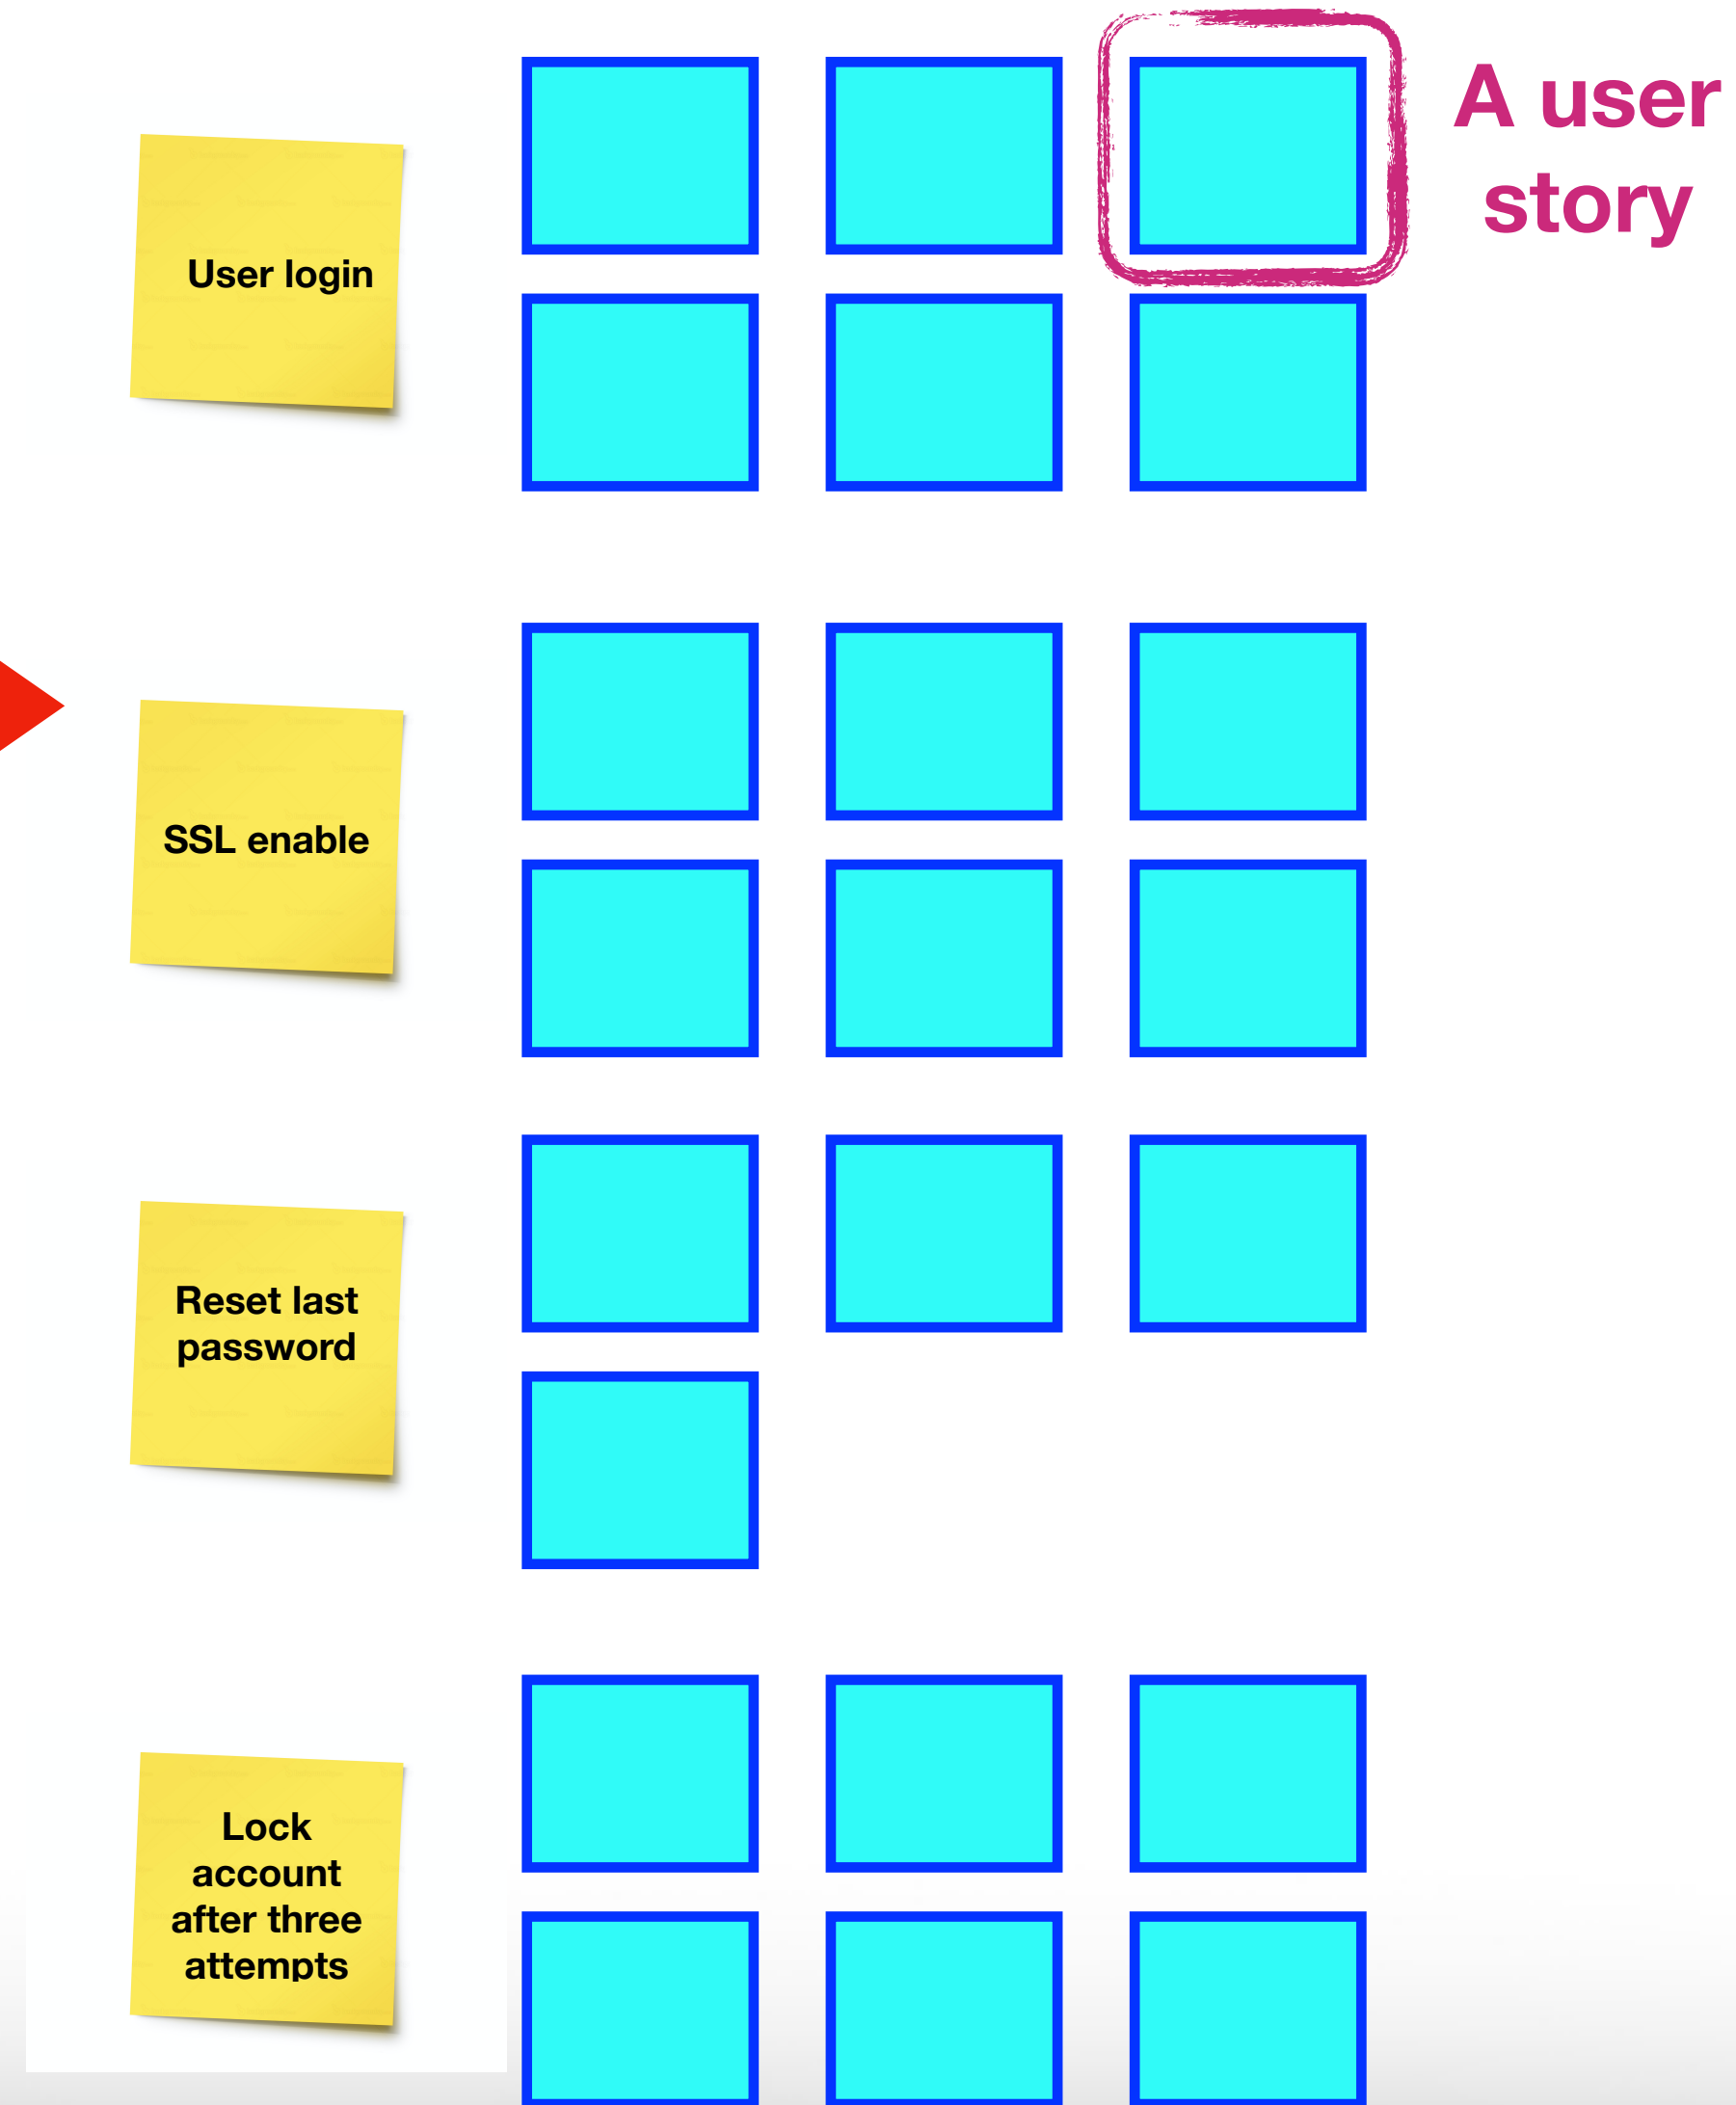 A user
story
User login
SSL enable
Reset last
password
Lock
account
after three
attempts